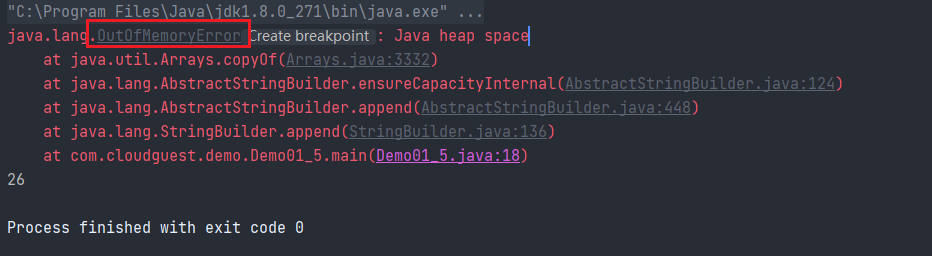 "C:\Program Files\Java\jdk1.8.0_271\bin\java.exe" ...
java.lang.OutOfMemoryError Create breakpoint : Java heap space
    at java.util.Arrays.copyOf(Arrays.java:3332)
    at java.lang.AbstractStringBuilder.ensureCapacityInternal(AbstractStringBuilder.java:124)
    at java.lang.AbstractStringBuilder.append(AbstractStringBuilder.java:448)
    at java.lang.StringBuilder.append(StringBuilder.java:136)
    at com.cloudguest.demo.Demo01_5.main(Demo01_5.java:18)
26
Process finished with exit code 0